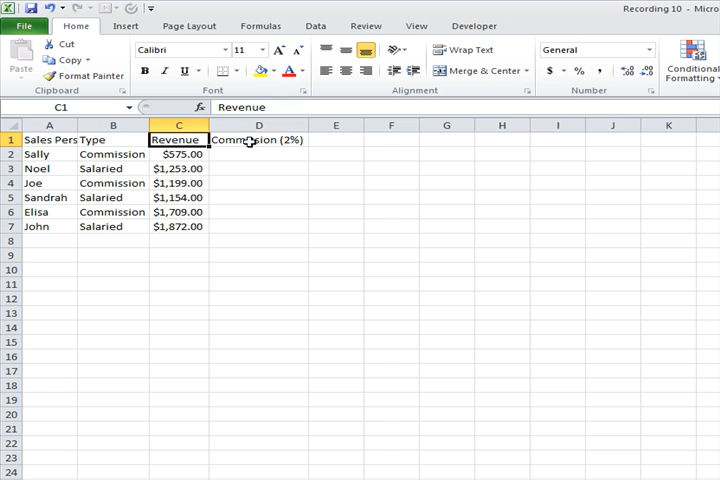 Recording 10 - Micro
File Home Insert Page Layout Formulas Data Review View Developer
Paste
Cut
Copy
Format Painter
Clipboard
Calibri 11 A A
B I U A
Font
Wrap Text
Merge & Center
Alignment
General
$ % ,
Number
Conditional
Formatting
C1 fx Revenue
A B C D E F G H I J K
1 Sales Pers Type Revenue Commission (2%)
2 Sally Commission $575.00
3 Noel Salaried $1,253.00
4 Joe Commission $1,199.00
5 Sandrah Salaried $1,154.00
6 Elisa Commission $1,709.00
7 John Salaried $1,872.00
8
9
10
11
12
13
14
15
16
17
18
19
20
21
22
23
24